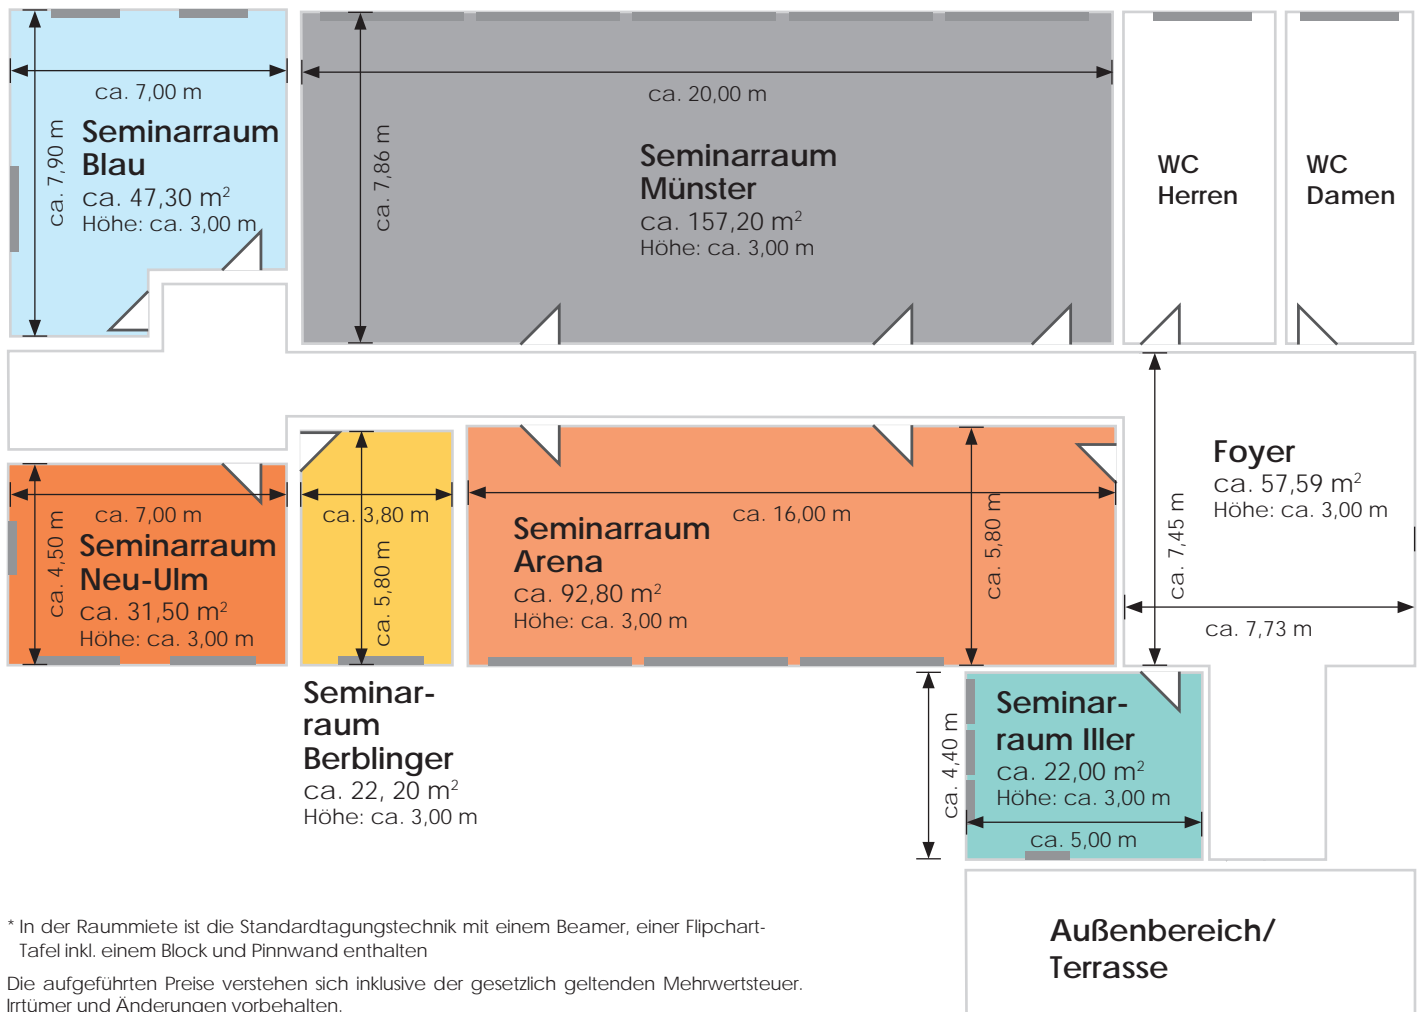 ca. 7,00 m
ca. 7,90 m
Seminarraum
Blau
ca. 47,30 m²
Höhe: ca. 3,00 m
ca. 20,00 m
ca. 7,86 m
Seminarraum
Münster
ca. 157,20 m²
Höhe: ca. 3,00 m
WC
Herren
WC
Damen
ca. 7,00 m
ca. 4,50 m
Seminarraum
Neu-Ulm
ca. 31,50 m²
Höhe: ca. 3,00 m
ca. 3,80 m
ca. 5,80 m
Seminar-
raum
Berblinger
ca. 22, 20 m²
Höhe: ca. 3,00 m
ca. 16,00 m
Seminarraum
Arena
ca. 92,80 m²
Höhe: ca. 3,00 m
ca. 5,80 m
Foyer
ca. 57,59 m²
Höhe: ca. 3,00 m
ca. 7,45 m
ca. 7,73 m
ca. 4,40 m
Seminar-
raum Iller
ca. 22,00 m²
Höhe: ca. 3,00 m
ca. 5,00 m
Außenbereich/
Terrasse
* In der Raummiete ist die Standardtagungstechnik mit einem Beamer, einer Flipchart-
Tafel inkl. einem Block und Pinnwand enthalten
Die aufgeführten Preise verstehen sich inklusive der gesetzlich geltenden Mehrwertsteuer.
Irrtümer und Änderungen vorbehalten.